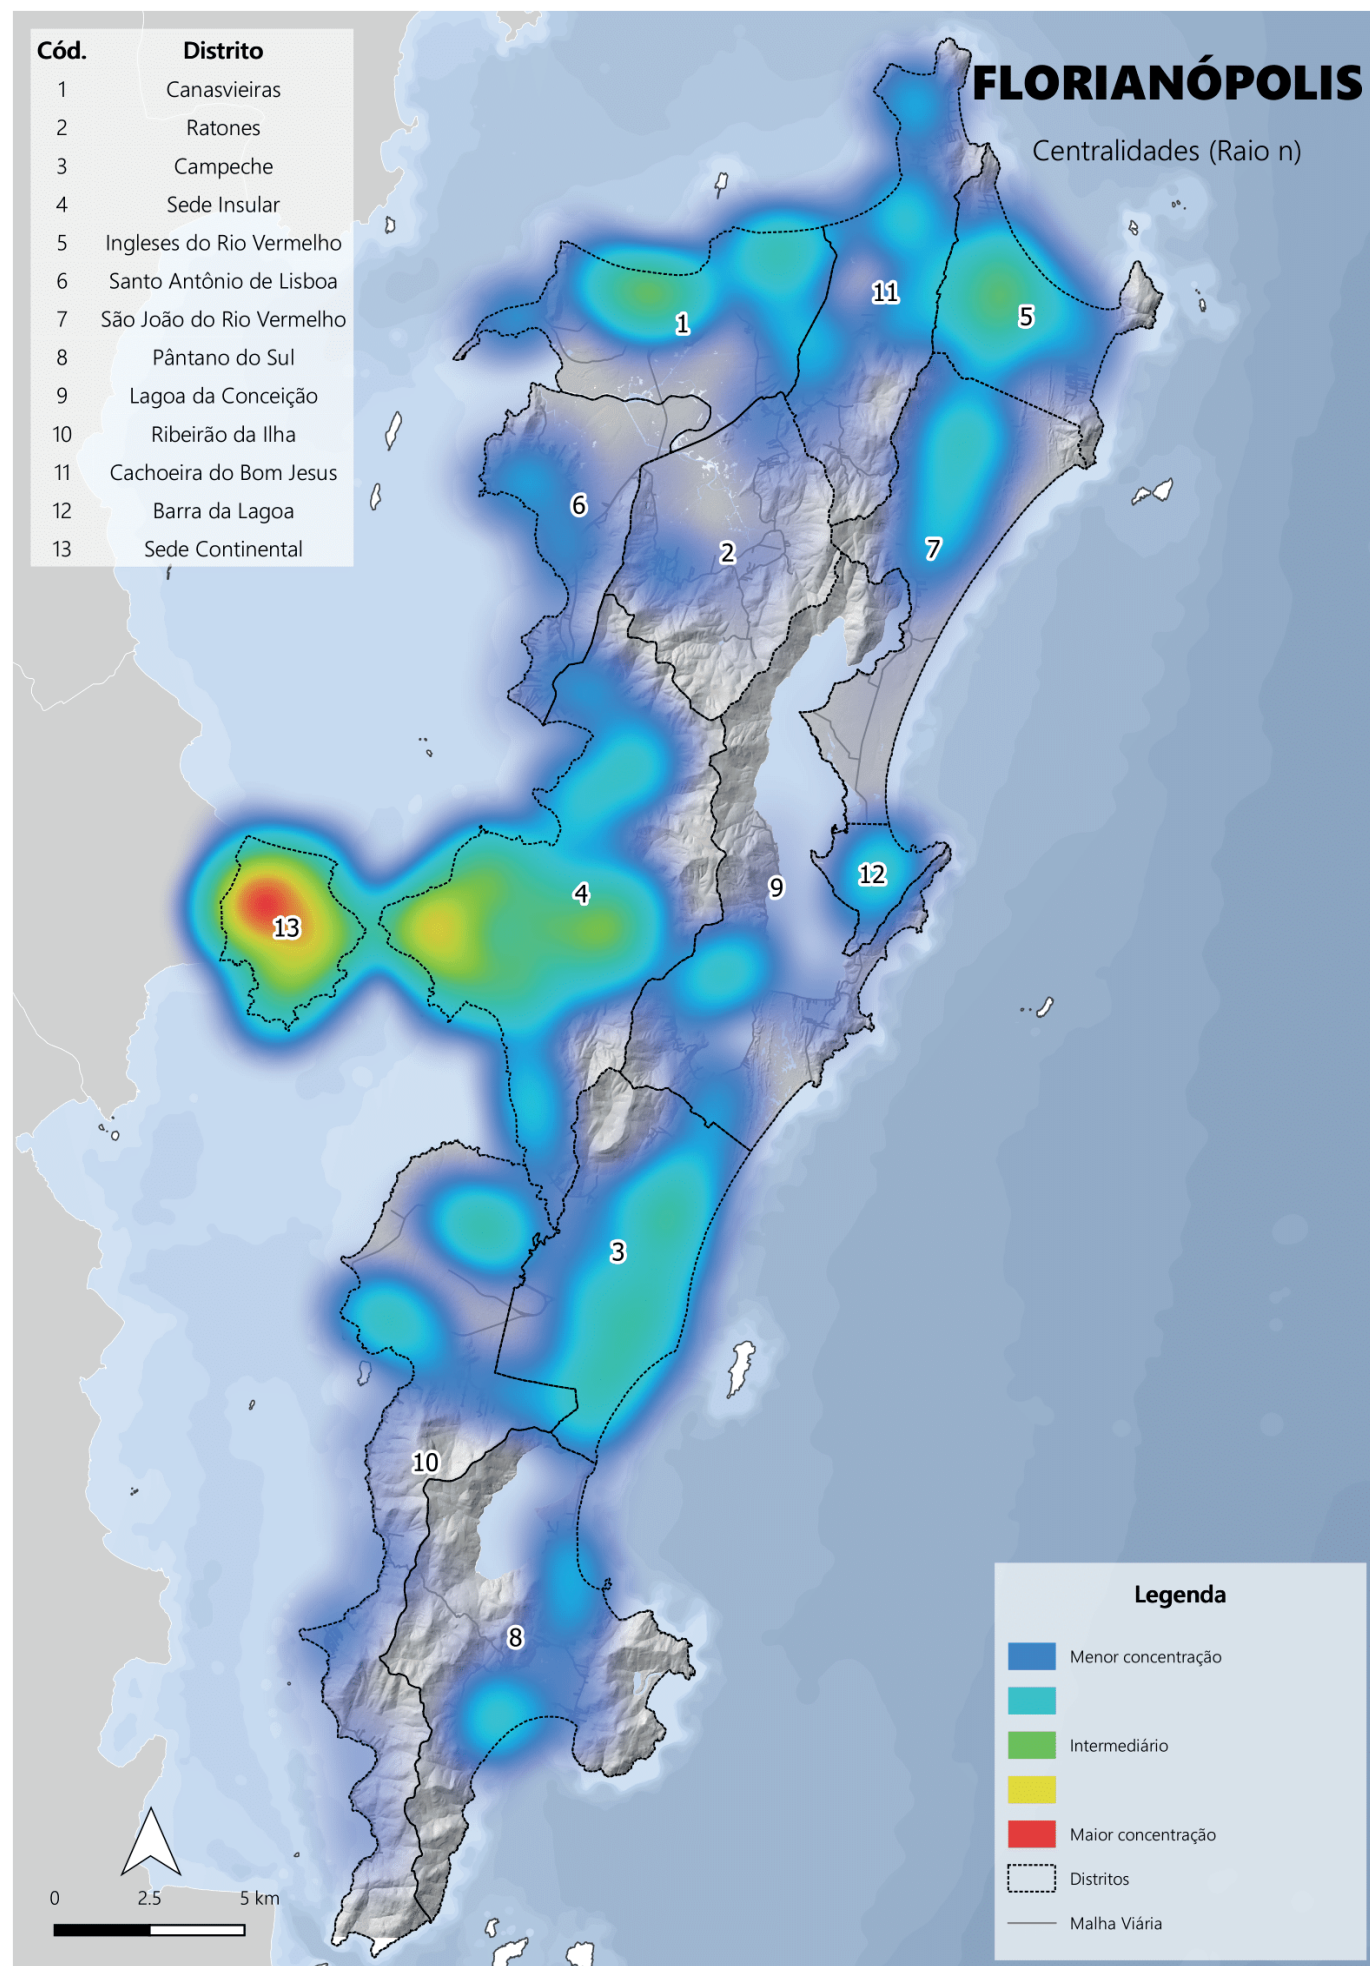 Cód. Distrito
1 Canasvieiras
2 Ratones
3 Campeche
4 Sede Insular
5 Ingleses do Rio Vermelho
6 Santo Antônio de Lisboa
7 São João do Rio Vermelho
8 Pântano do Sul
9 Lagoa da Conceição
10 Ribeirão da Ilha
11 Cachoeira do Bom Jesus
12 Barra da Lagoa
13 Sede Continental
FLORIANÓPOLIS
Centralidades (Raio n)
11
1
5
6
7
2
12
9
4
13
3
10
8
Legenda
Menor concentração
Intermediário
Maior concentração
Distritos
Malha Viária
0 2.5 5 km